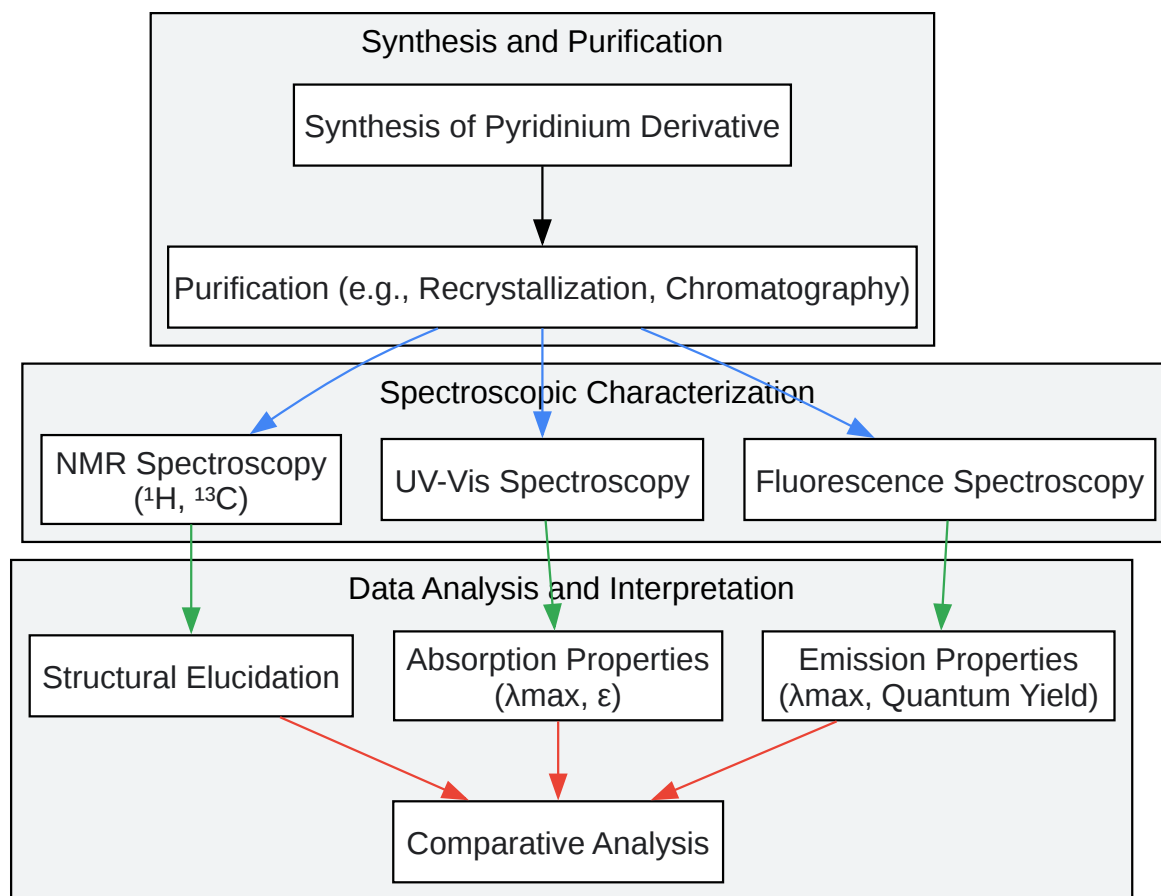 Synthesis and Purification
Synthesis of Pyridinium Derivative
Purification (e.g., Recrystallization, Chromatography)
Spectroscopic Characterization
NMR Spectroscopy
(¹H, ¹³C)
UV-Vis Spectroscopy
Fluorescence Spectroscopy
Data Analysis and Interpretation
Structural Elucidation
Absorption Properties
(λmax, ε)
Emission Properties
(λmax, Quantum Yield)
Comparative Analysis